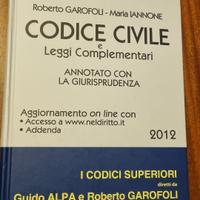 Roberto GAROFOLI - Maria IANNONE
CODICE CIVILE
e
Leggi Complementari
ANNOTATO CON
LA GIURISPRUDENZA
Aggiornamento on line con
• Accesso a www.neldiritto.it
• Addenda
2012
I CODICI SUPERIORI
diretti da
Guido ALPA e Roberto GAROFOLI